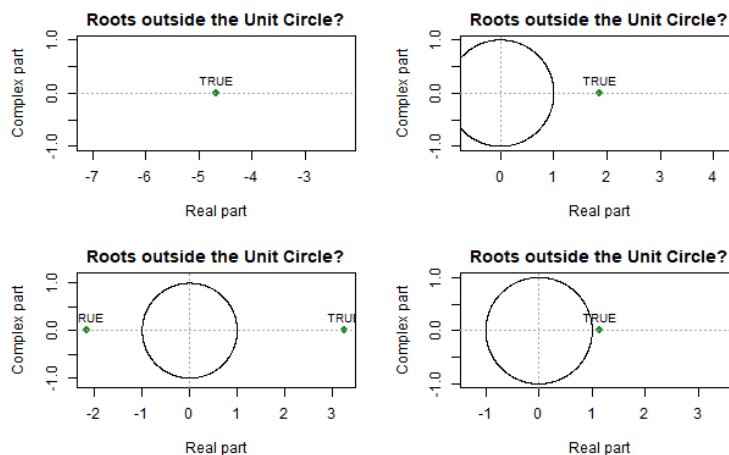 Roots outside the Unit Circle?
Complex part
1.0
0.0
-1.0
TRUE
-7 -6 -5 -4 -3
Real part
Roots outside the Unit Circle?
Complex part
1.0
0.0
-1.0
TRUE
0 1 2 3 4
Real part
Roots outside the Unit Circle?
Complex part
1.0
0.0
-1.0
RUE TRU
-2 -1 0 1 2 3
Real part
Roots outside the Unit Circle?
Complex part
1.0
0.0
-1.0
TRUE
-1 0 1 2 3
Real part